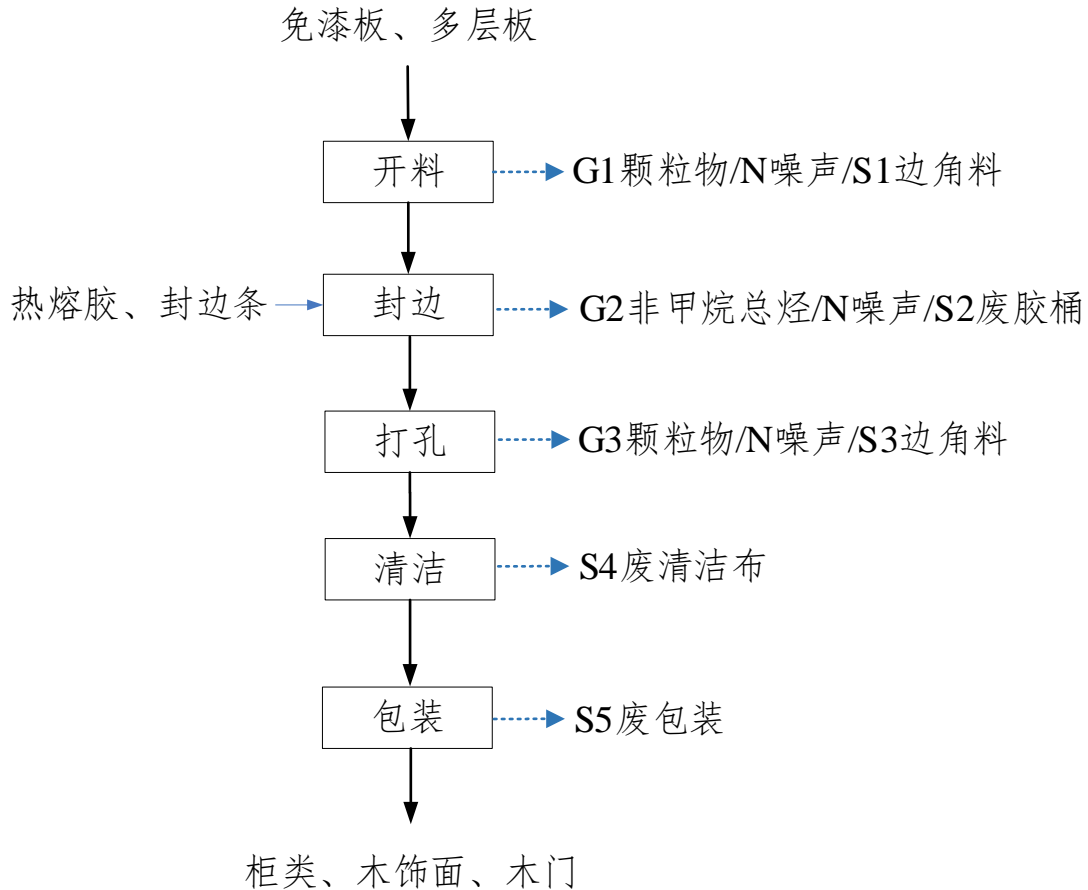 免漆板、多层板
开料
G1颗粒物/N噪声/S1边角料
热熔胶、封边条
封边
G2非甲烷总烃/N噪声/S2废胶桶
打孔
G3颗粒物/N噪声/S3边角料
清洁
S4废清洁布
包装
S5废包装
柜类、木饰面、木门